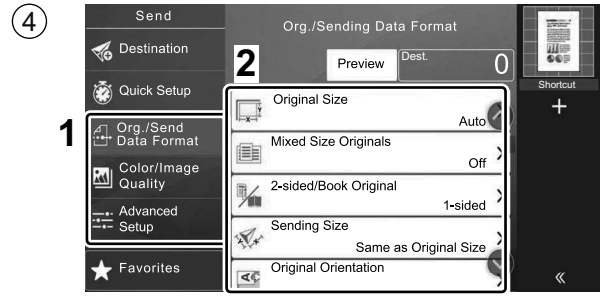 4
Send
Destination
Quick Setup
1
Org./Send
Data Format
Color/Image
Quality
Advanced
Setup
Favorites
Org./Sending Data Format
2
Preview
Dest.
0
Original Size
Auto
Mixed Size Originals
Off
2-sided/Book Original
1-sided
Sending Size
Same as Original Size
Original Orientation
Shortcut